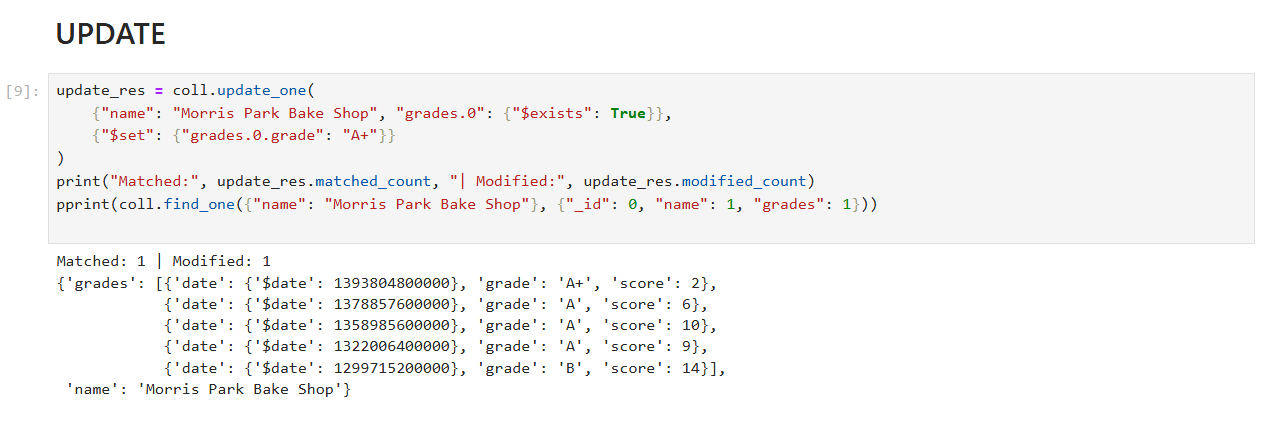 UPDATE
[9]:
update_res = coll.update_one(
    {"name": "Morris Park Bake Shop", "grades.0": {"$exists": True}},
    {"$set": {"grades.0.grade": "A+"}}
)
print("Matched:", update_res.matched_count, "| Modified:", update_res.modified_count)
pprint(coll.find_one({"name": "Morris Park Bake Shop"}, {"_id": 0, "name": 1, "grades": 1}))
Matched: 1 | Modified: 1
{'grades': [{'date': {'$date': 1393804800000}, 'grade': 'A+', 'score': 2},
            {'date': {'$date': 1378857600000}, 'grade': 'A', 'score': 6},
            {'date': {'$date': 1358985600000}, 'grade': 'A', 'score': 10},
            {'date': {'$date': 1322006400000}, 'grade': 'A', 'score': 9},
            {'date': {'$date': 1299715200000}, 'grade': 'B', 'score': 14}],
 'name': 'Morris Park Bake Shop'}